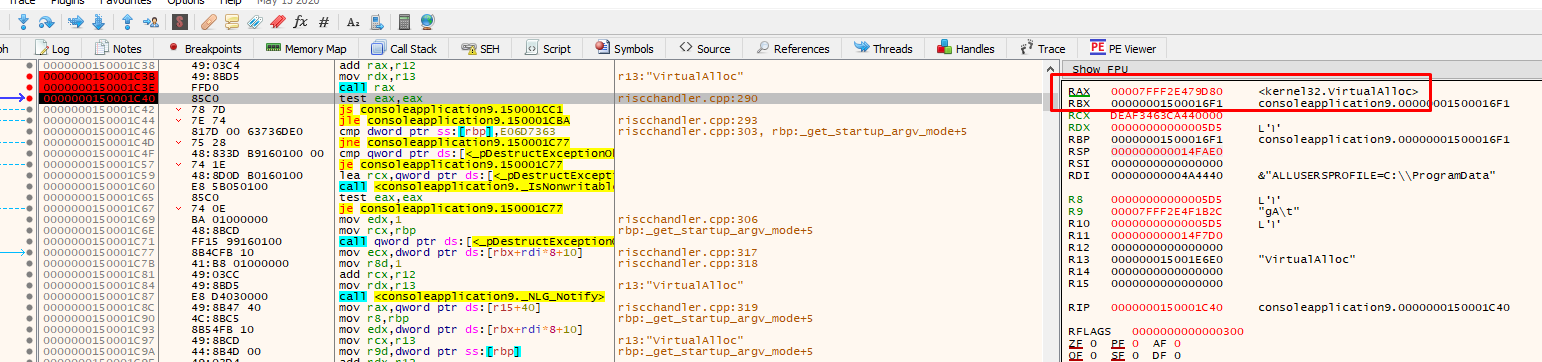 Trace Plugins Favourites Options Help May 15 2020
S fx # A₂
Log Notes Breakpoints Memory Map Call Stack SEH Script Symbols Source References Threads Handles Trace PE PE Viewer
Show FPU
0000000150001C38 49:03C4 add rax,r12
0000000150001C3B 49:8BD5 mov rdx,r13 r13:"VirtualAlloc"
0000000150001C3E FFD0 call rax
0000000150001C40 85C0 test eax,eax riscchandler.cpp:290
0000000150001C42 78 7D js consoleapplication9.150001CC1
0000000150001C44 7E 74 jle consoleapplication9.150001CBA riscchandler.cpp:293
0000000150001C46 817D 00 63736DE0 cmp dword ptr ss:[rbp],E06D7363 riscchandler.cpp:303, rbp:_get_startup_argv_mode+5
0000000150001C4D 75 28 jne consoleapplication9.150001C77
0000000150001C4F 48:833D B9160100 00 cmp qword ptr ds:[<_pDestructExceptionOb
0000000150001C57 74 1E je consoleapplication9.150001C77
0000000150001C59 48:8D0D B0160100 lea rcx,qword ptr ds:[<_pDestructExcepti
0000000150001C60 E8 5B050100 call <consoleapplication9._IsNonwritabl
0000000150001C65 85C0 test eax,eax
0000000150001C67 74 0E je consoleapplication9.150001C77
0000000150001C69 BA 01000000 mov edx,1 riscchandler.cpp:306
0000000150001C6E 48:8BCD mov rcx,rbp rbp:_get_startup_argv_mode+5
0000000150001C71 FF15 99160100 call qword ptr ds:[<_pDestructExceptionO
0000000150001C77 8B4CFB 10 mov ecx,dword ptr ds:[rbx+rdi*8+10] riscchandler.cpp:317
0000000150001C7B 41:B8 01000000 mov r8d,1 riscchandler.cpp:318
0000000150001C81 49:03CC add rcx,r12
0000000150001C84 49:8BD5 mov rdx,r13 r13:"VirtualAlloc"
0000000150001C87 E8 D4030000 call <consoleapplication9._NLG_Notify>
0000000150001C8C 49:8B47 40 mov rax,qword ptr ds:[r15+40] riscchandler.cpp:319
0000000150001C90 4C:8BC5 mov r8,rbp rbp:_get_startup_argv_mode+5
0000000150001C93 8B54FB 10 mov edx,dword ptr ds:[rbx+rdi*8+10]
0000000150001C97 49:8BCD mov rcx,r13 r13:"VirtualAlloc"
0000000150001C9A 44:8B4D 00 mov r9d,dword ptr ss:[rbp] rbp:_get_startup_argv_mode+5
RAX 00007FFF2E479D80 <kernel32.VirtualAlloc>
RBX 00000001500016F1 consoleapplication9.00000001500016F1
RCX DEAF3463CA440000
RDX 00000000000005D5 L'ו'
RBP 00000001500016F1 consoleapplication9.00000001500016F1
RSP 00000000014FAE0
RSI 0000000000000000
RDI 00000000004A4440 &"ALLUSERSPROFILE=C:\\ProgramData"
R8 00000000000005D5 L'ו'
R9 00007FFF2E4F1B2C "gA\t"
R10 00000000000005D5 L'ו'
R11 000000000014F7D0
R12 0000000000000000
R13 000000015001E6E0 "VirtualAlloc"
R14 0000000000000000
R15 0000000000000000
RIP 0000000150001C40 consoleapplication9.0000000150001C40
RFLAGS 0000000000000300
ZF 0 PF 0 AF 0
OF 0 SF 0 DF 0